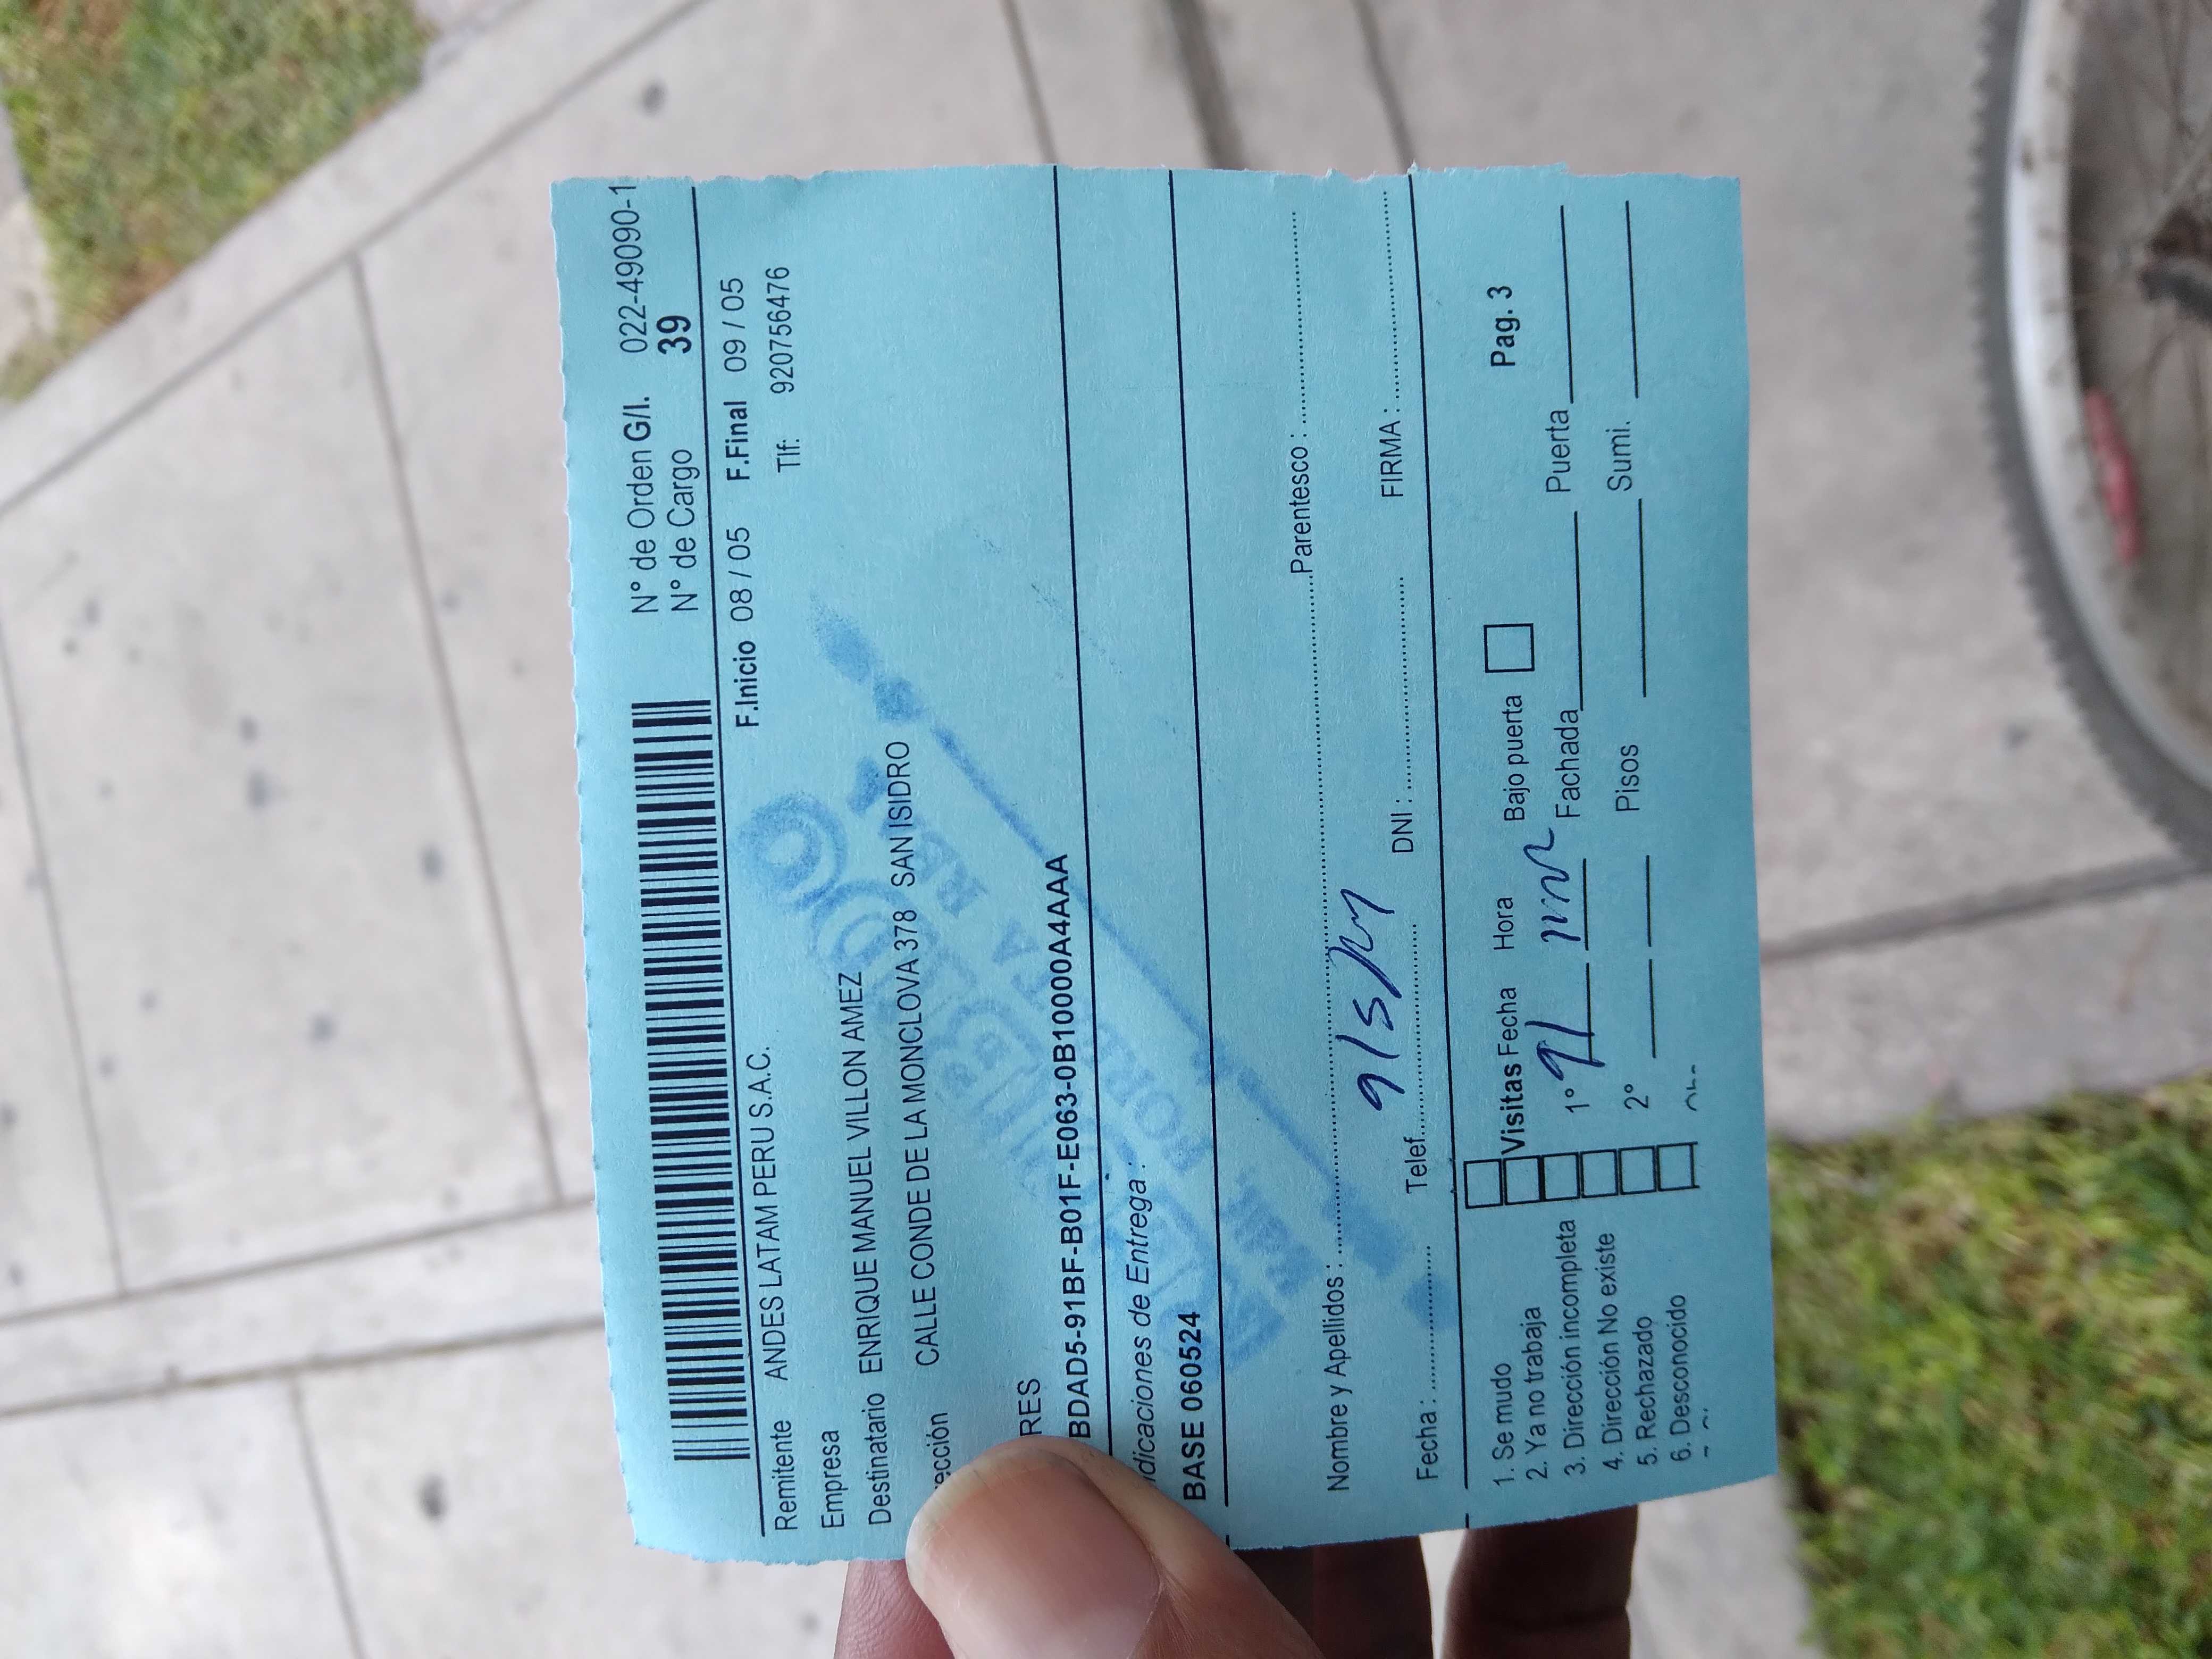 N° de Orden G/I. 022-49090-1
N° de Cargo 39
F.Inicio 08 / 05 F.Final 09 / 05
Remitente ANDES LATAM PERU S.A.C.
Tlf: 920756476
Empresa
Destinatario ENRIQUE MANUEL VILLON AMEZ
ección CALLE CONDE DE LA MONCLOVA 378 SAN ISIDRO
RES
BDAD5-91BF-B01F-E063-0B10000A4AAA
dicaciones de Entrega :
BASE 060524
RECIBIDO
Nombre y Apellidos : Parentesco :
9/5/24
Fecha : Telef. DNI : FIRMA :
1. Se mudo
2. Ya no trabaja
3. Dirección incompleta
4. Dirección No existe
5. Rechazado
6. Desconocido
Visitas Fecha Hora Bajo puerta Pag. 3
1° 9/ Fachada Puerta
2° Pisos Sumi.